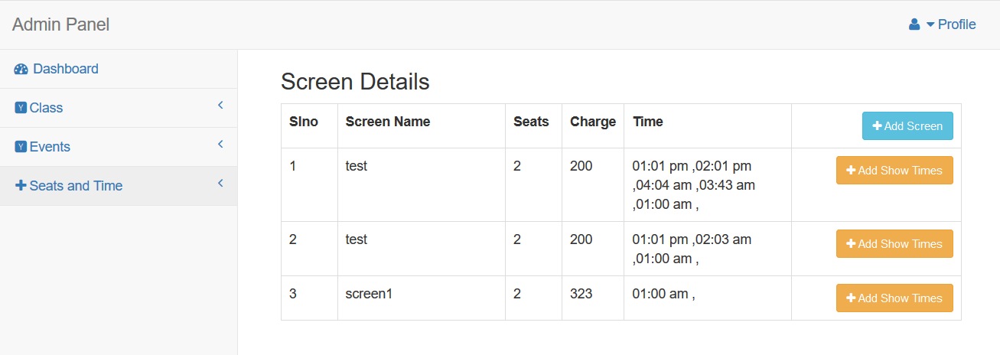 Admin Panel
Profile
Dashboard
Class
Events
Seats and Time
Screen Details
Slno Screen Name Seats Charge Time Add Screen
1 test 2 200 01:01 pm ,02:01 pm Add Show Times
,04:04 am ,03:43 am
,01:00 am ,
2 test 2 200 01:01 pm ,02:03 am Add Show Times
,01:00 am ,
3 screen1 2 323 01:00 am , Add Show Times